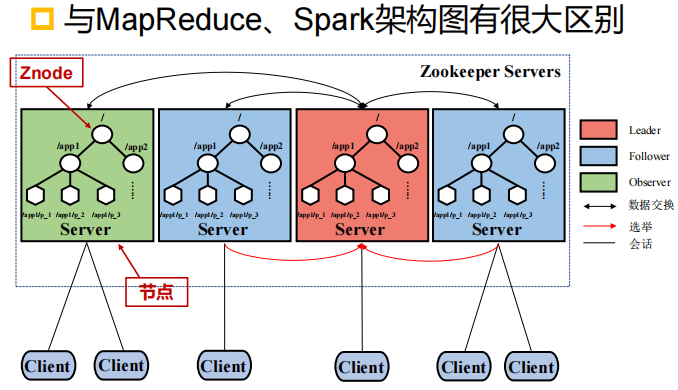 与MapReduce、Spark架构图有很大区别
Znode
Zookeeper Servers
/
/app1
/app2
/app1/p_1
/app1/p_2
/app1/p_3
Server
/
/app1
/app2
/app1/p_1
/app1/p_2
/app1/p_3
Server
/
/app1
/app2
/app1/p_1
/app1/p_2
/app1/p_3
Server
/
/app1
/app2
/app1/p_1
/app1/p_2
/app1/p_3
Server
Leader
Follower
Observer
数据交换
选举
会话
节点
Client
Client
Client
Client
Client
Client